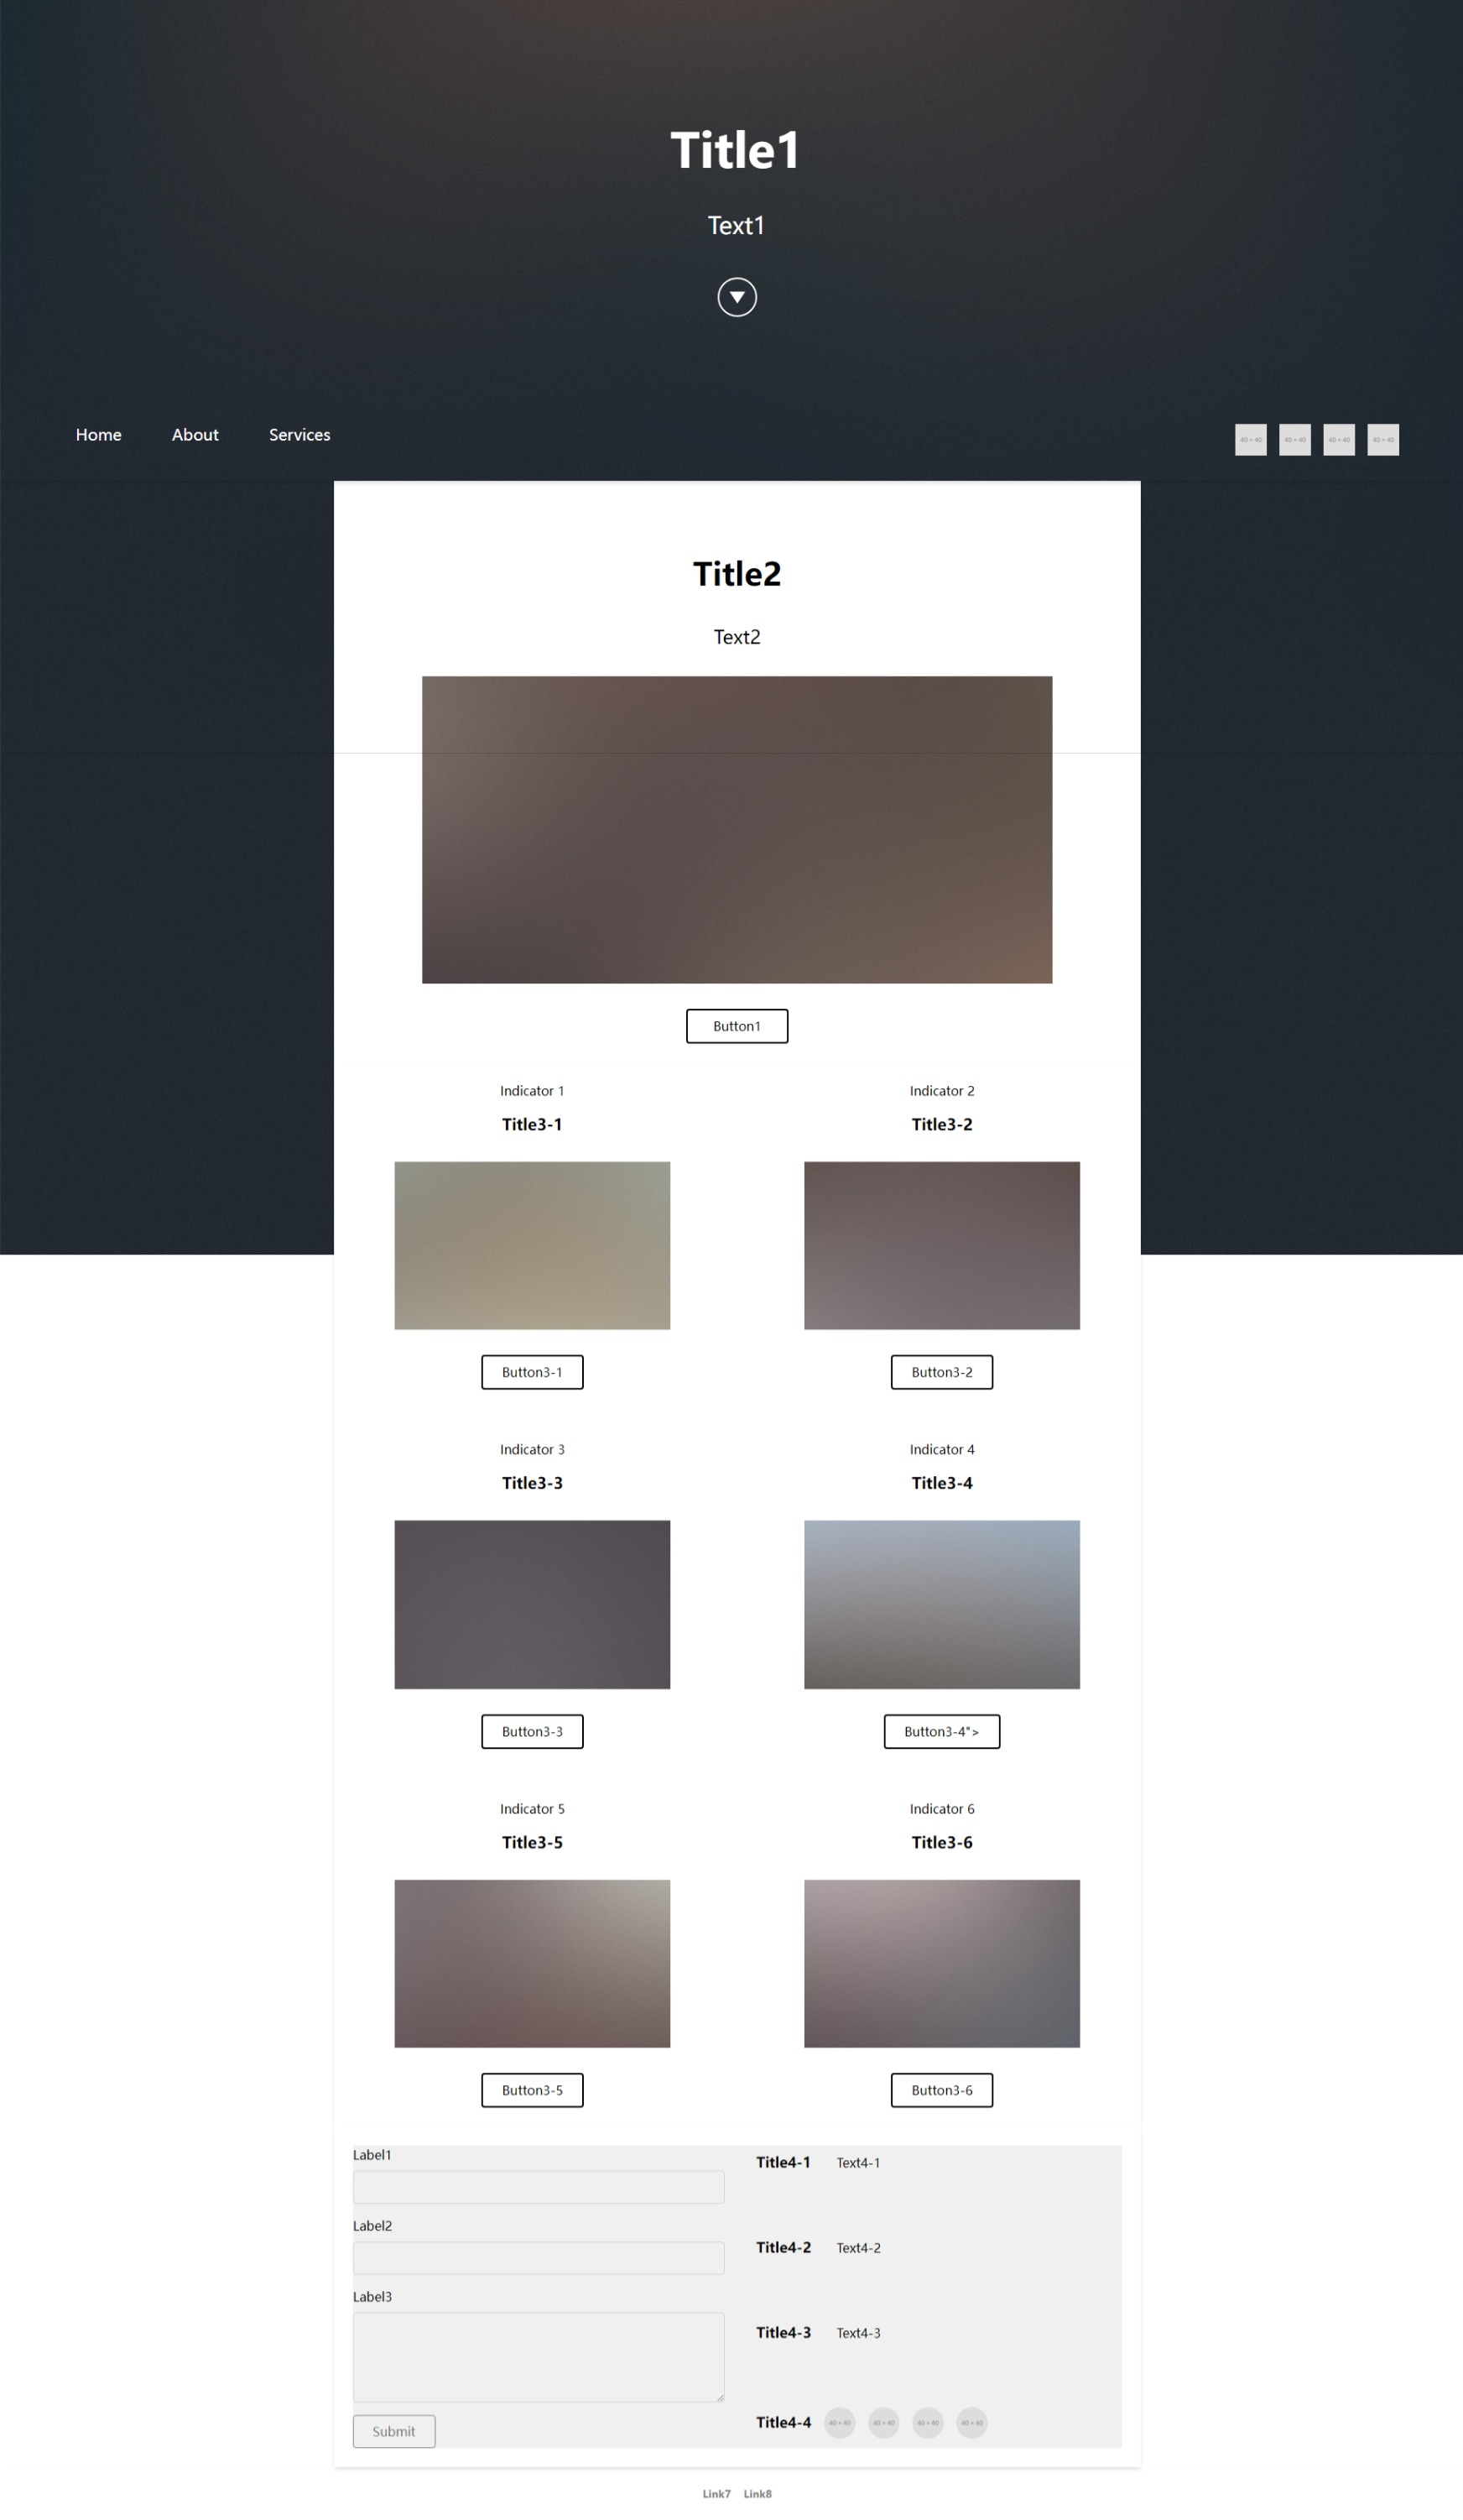 Title1
Text1
Home About Services
40 × 40 40 × 40 40 × 40 40 × 40
Title2
Text2
Button1
Indicator 1 Indicator 2
Title3-1 Title3-2
Button3-1 Button3-2
Indicator 3 Indicator 4
Title3-3 Title3-4
Button3-3 Button3-4">
Indicator 5 Indicator 6
Title3-5 Title3-6
Button3-5 Button3-6
Label1
Title4-1 Text4-1
Label2
Title4-2 Text4-2
Label3
Title4-3 Text4-3
Title4-4 40 × 40 40 × 40 40 × 40 40 × 40
Submit
Link7 Link8